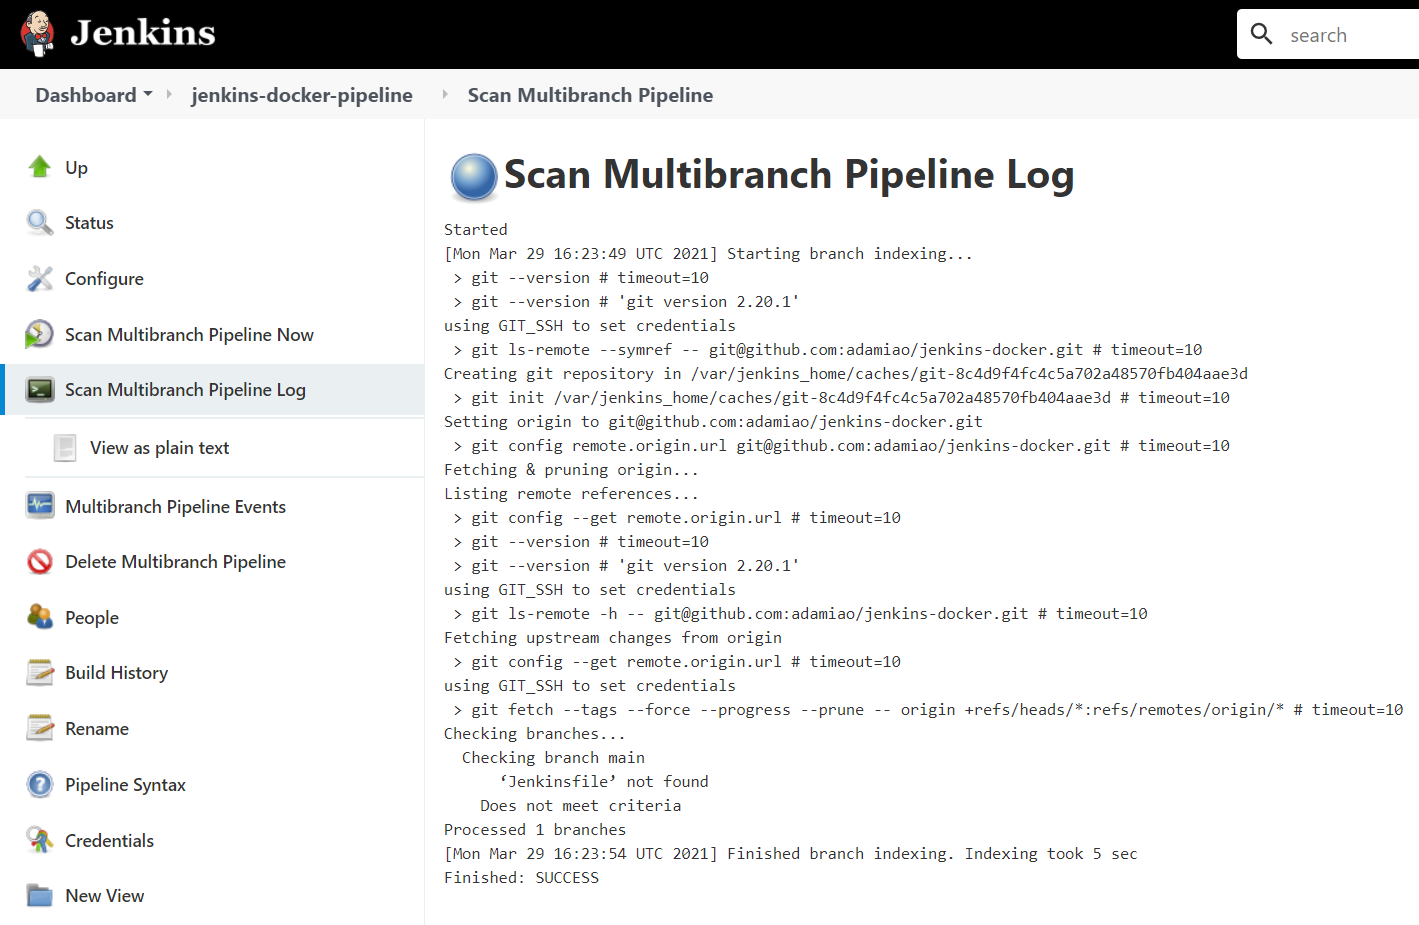 Jenkins
search
Dashboard
jenkins-docker-pipeline
Scan Multibranch Pipeline
Up
Status
Configure
Scan Multibranch Pipeline Now
Scan Multibranch Pipeline Log
View as plain text
Multibranch Pipeline Events
Delete Multibranch Pipeline
People
Build History
Rename
Pipeline Syntax
Credentials
New View
Scan Multibranch Pipeline Log
Started
[Mon Mar 29 16:23:49 UTC 2021] Starting branch indexing...
 > git --version # timeout=10
 > git --version # 'git version 2.20.1'
using GIT_SSH to set credentials
 > git ls-remote --symref -- git@github.com:adamiao/jenkins-docker.git # timeout=10
Creating git repository in /var/jenkins_home/caches/git-8c4d9f4fc4c5a702a48570fb404aae3d
 > git init /var/jenkins_home/caches/git-8c4d9f4fc4c5a702a48570fb404aae3d # timeout=10
Setting origin to git@github.com:adamiao/jenkins-docker.git
 > git config remote.origin.url git@github.com:adamiao/jenkins-docker.git # timeout=10
Fetching & pruning origin...
Listing remote references...
 > git config --get remote.origin.url # timeout=10
 > git --version # timeout=10
 > git --version # 'git version 2.20.1'
using GIT_SSH to set credentials
 > git ls-remote -h -- git@github.com:adamiao/jenkins-docker.git # timeout=10
Fetching upstream changes from origin
 > git config --get remote.origin.url # timeout=10
using GIT_SSH to set credentials
 > git fetch --tags --force --progress --prune -- origin +refs/heads/*:refs/remotes/origin/* # timeout=10
Checking branches...
  Checking branch main
      ‘Jenkinsfile’ not found
    Does not meet criteria
Processed 1 branches
[Mon Mar 29 16:23:54 UTC 2021] Finished branch indexing. Indexing took 5 sec
Finished: SUCCESS